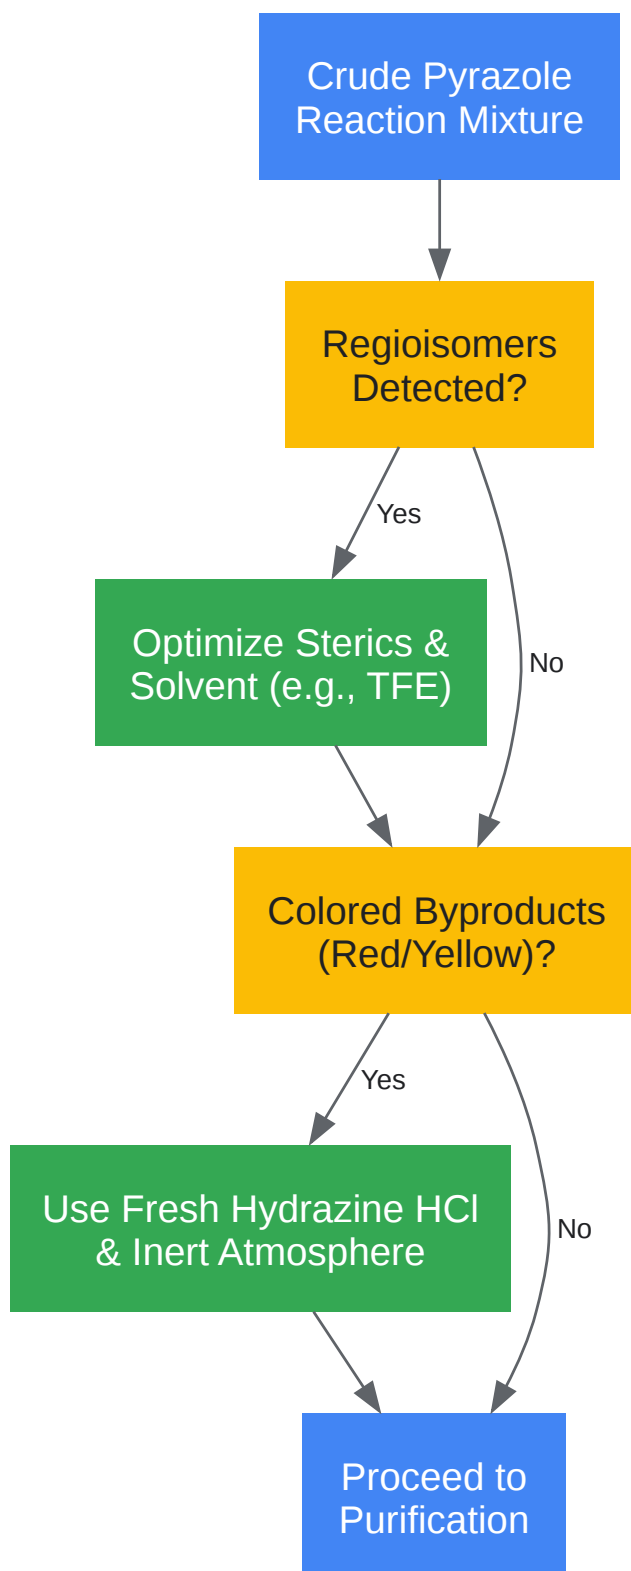 Crude Pyrazole
Reaction Mixture
Regioisomers
Detected?
Yes
Optimize Sterics &
Solvent (e.g., TFE)
No
Colored Byproducts
(Red/Yellow)?
Yes
Use Fresh Hydrazine HCl
& Inert Atmosphere
No
Proceed to
Purification